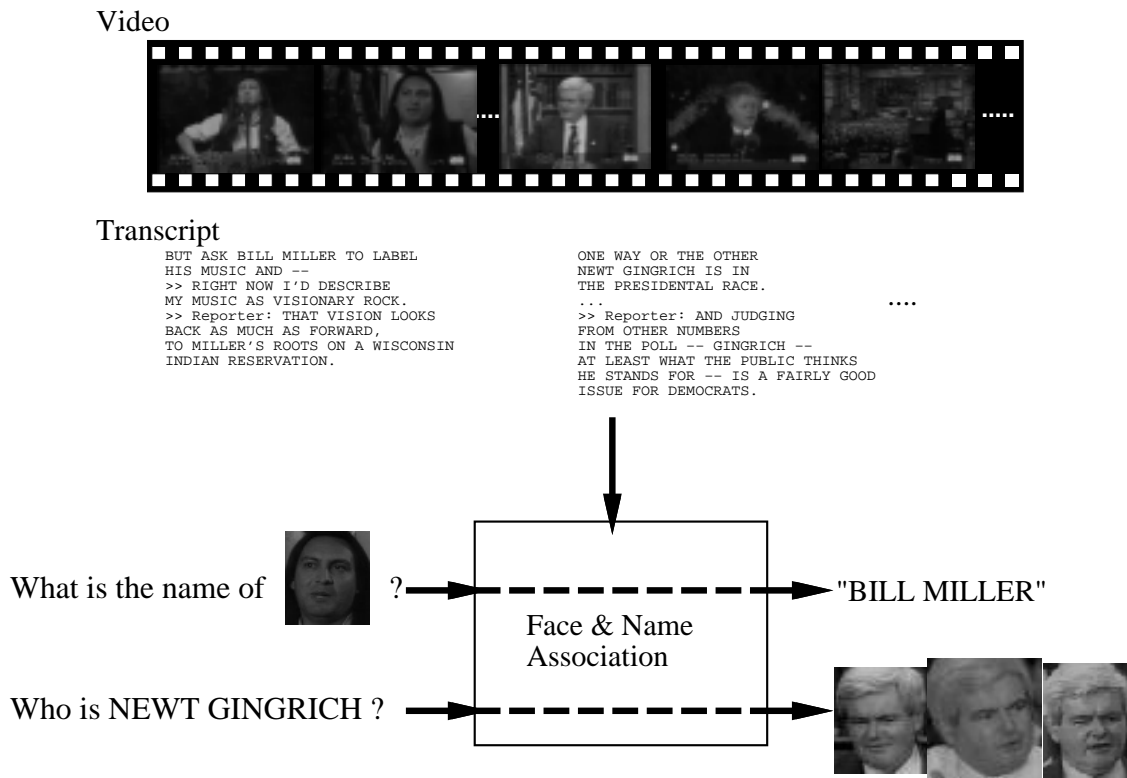 Video
Transcript
BUT ASK BILL MILLER TO LABEL
HIS MUSIC AND --
>> RIGHT NOW I'D DESCRIBE
MY MUSIC AS VISIONARY ROCK.
>> Reporter: THAT VISION LOOKS
BACK AS MUCH AS FORWARD,
TO MILLER'S ROOTS ON A WISCONSIN
INDIAN RESERVATION.
ONE WAY OR THE OTHER
NEWT GINGRICH IS IN
THE PRESIDENTAL RACE.
...
>> Reporter: AND JUDGING
FROM OTHER NUMBERS
IN THE POLL -- GINGRICH --
AT LEAST WHAT THE PUBLIC THINKS
HE STANDS FOR -- IS A FAIRLY GOOD
ISSUE FOR DEMOCRATS.
....
What is the name of ?
"BILL MILLER"
Face & Name
Association
Who is NEWT GINGRICH ?